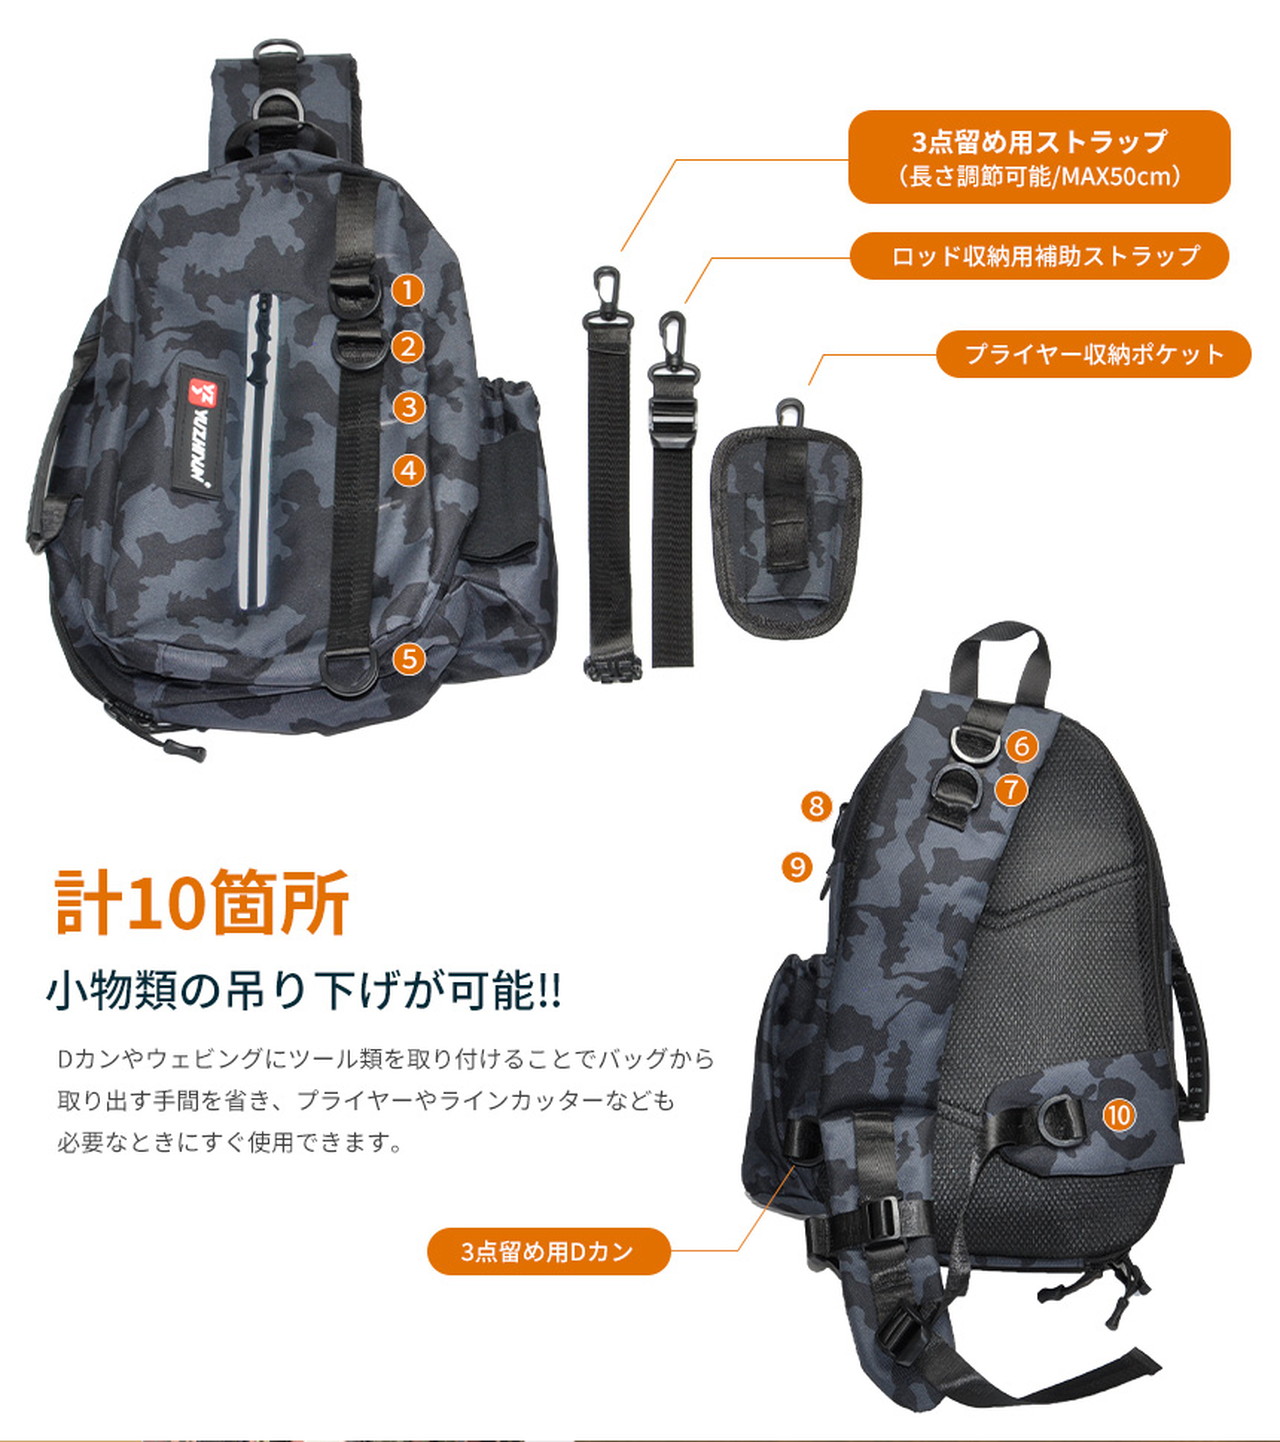 3点留め用ストラップ
（長さ調節可能/MAX50cm）
ロッド収納用補助ストラップ
プライヤー収納ポケット
1
2
3
4
5
YZ YUZHIYUN
6
7
8
9
10
計10箇所
小物類の吊り下げが可能!!
Dカンやウェビングにツール類を取り付けることでバッグから
取り出す手間を省き、プライヤーやラインカッターなども
必要なときにすぐ使用できます。
3点留め用Dカン